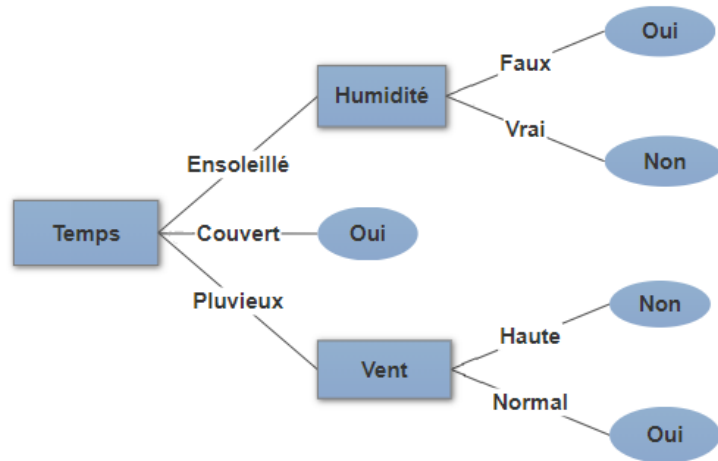 Oui
Faux
Humidité
Vrai
Ensoleillé
Non
Temps
Couvert
Oui
Pluvieux
Non
Haute
Vent
Normal
Oui